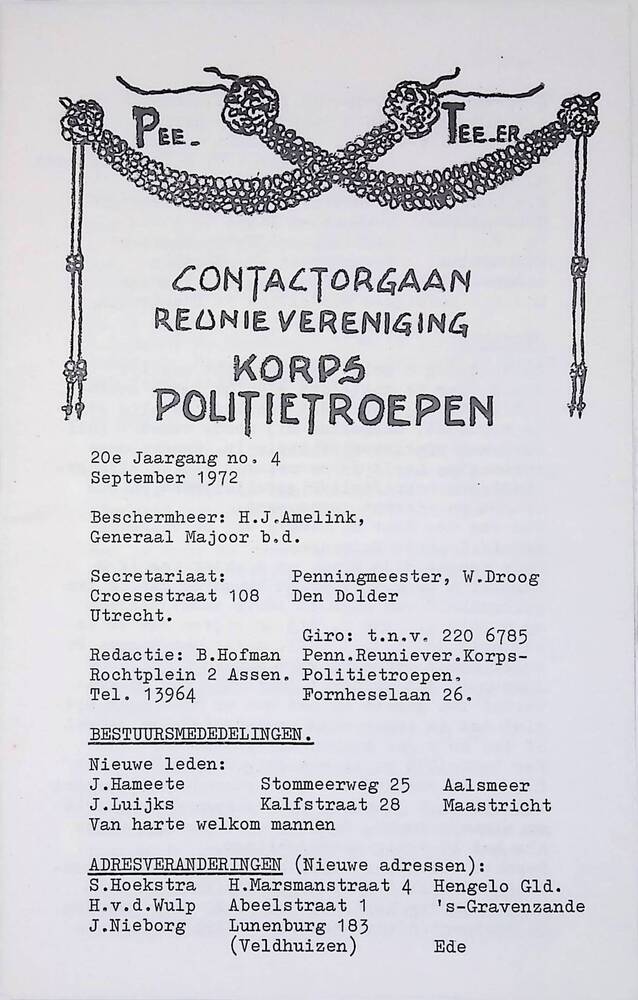 PEE- TEE-ER
CONTACTORGAAN
REUNIE VERENIGING
KORPS
POLITIETROEPEN
20e Jaargang no. 4
September 1972
Beschermheer: H.J.Amelink,
Generaal Majoor b.d.
Secretariaat: Penningmeester, W.Droog
Croesestraat 108 Den Dolder
Utrecht.
Giro: t.n.v. 220 6785
Redactie: B.Hofman Penn.Reuniever.Korps-
Rochtplein 2 Assen. Politietroepen,
Tel. 13964 Fornheselaan 26.
BESTUURSMEDEDELINGEN.
Nieuwe leden:
J.Hameete Stommeerweg 25 Aalsmeer
J.Luijks Kalfstraat 28 Maastricht
Van harte welkom mannen
ADRESVERANDERINGEN (Nieuwe adressen):
S.Hoekstra H.Marsmanstraat 4 Hengelo Gld.
H.v.d.Wulp Abeelstraat 1 's-Gravenzande
J.Nieborg Lunenburg 183
(Veldhuizen) Ede